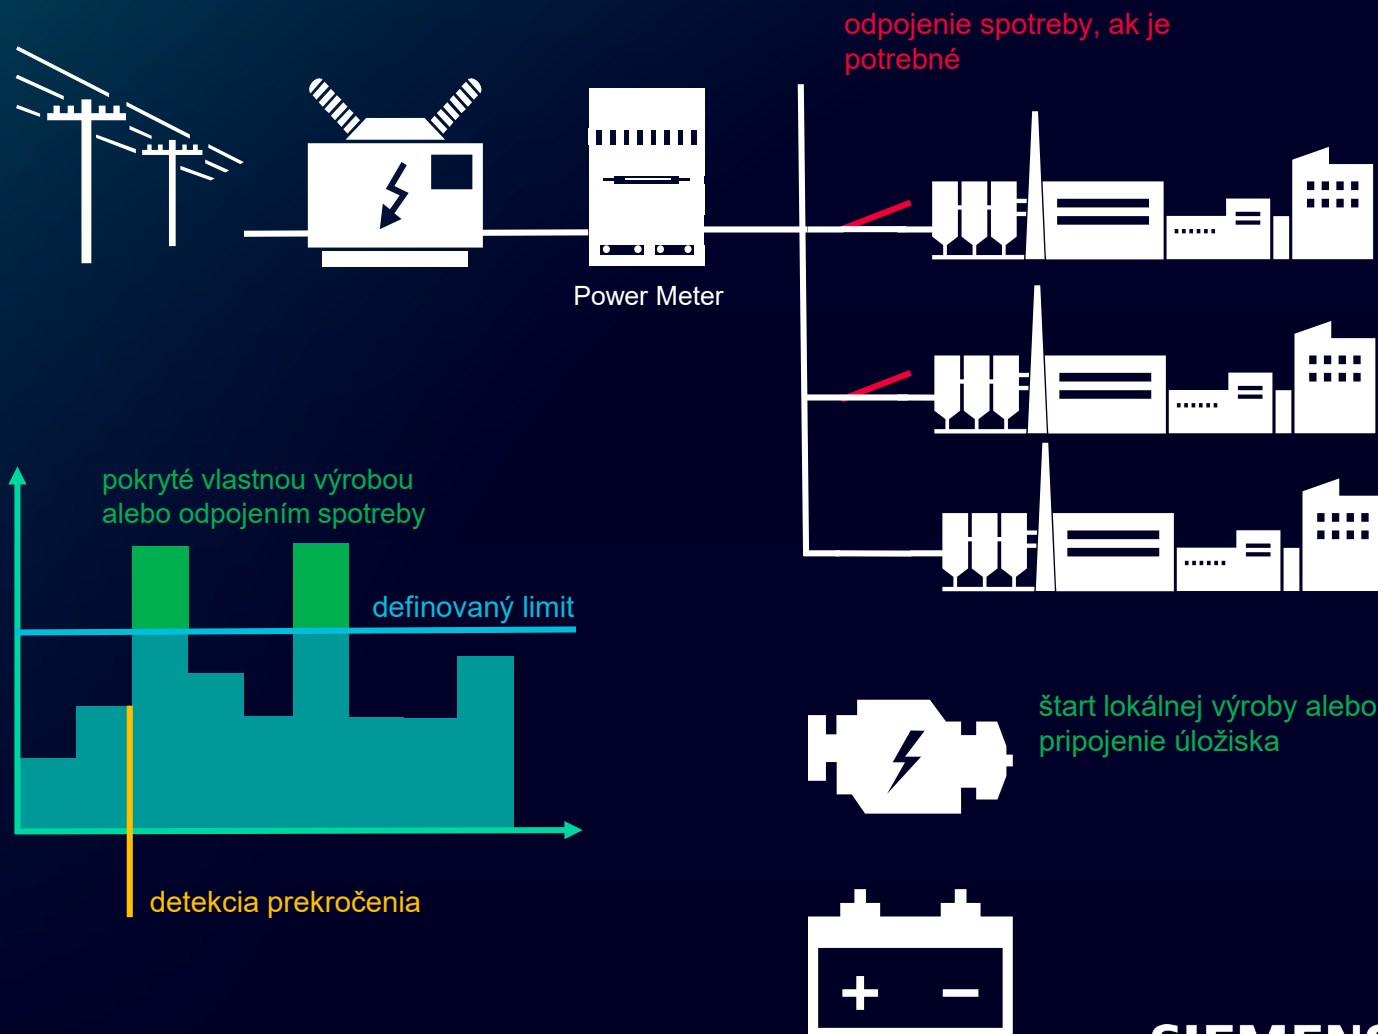 odpojenie spotreby, ak je
potrebné
Power Meter
pokryté vlastnou výrobou
alebo odpojením spotreby
definovaný limit
štart lokálnej výroby alebo
pripojenie úložiska
detekcia prekročenia
SIEMENS